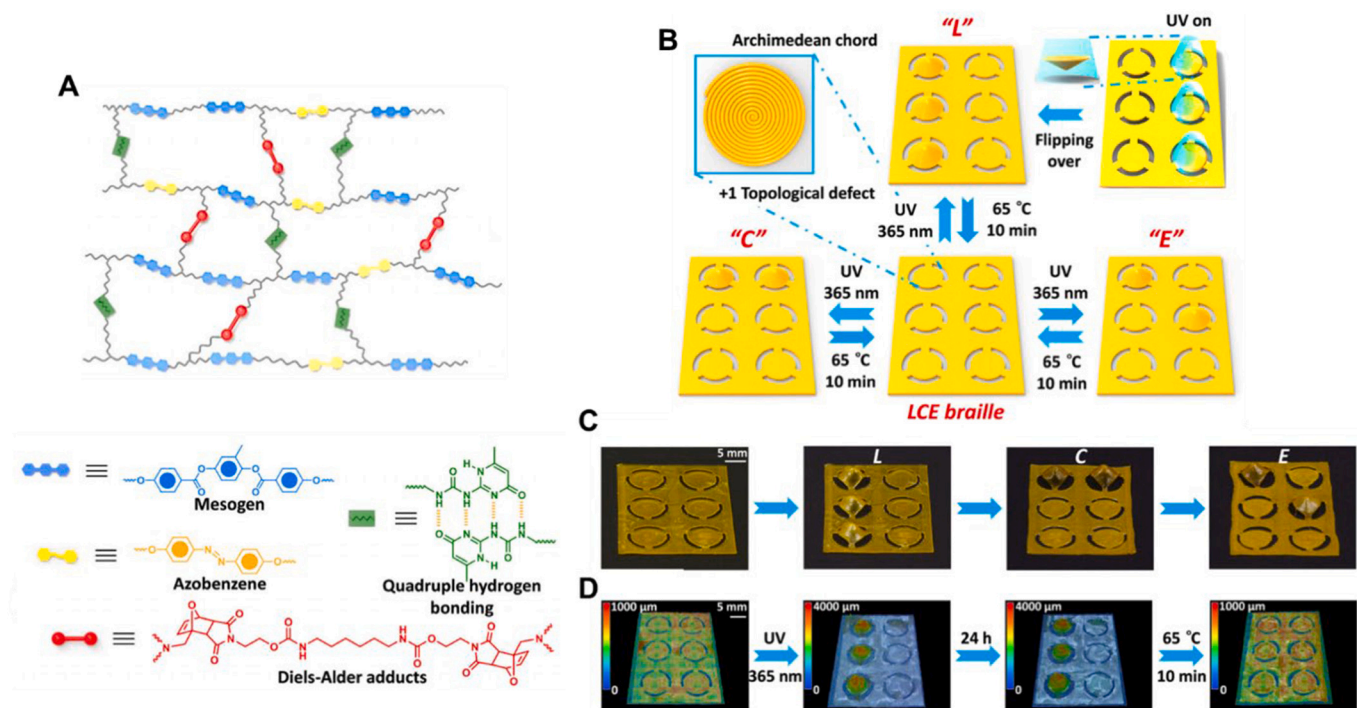 A
Mesogen
Azobenzene
Quadruple hydrogen
bonding
Diels-Alder adducts
B
Archimedean chord
+1 Topological defect
"L"
UV on
Flipping
over
UV
365 nm
65 °C
10 min
"C"
UV
365 nm
65 °C
10 min
LCE braille
UV
365 nm
65 °C
10 min
"E"
C
5 mm
L
C
E
D
1000 µm
0
5 mm
UV
365 nm
4000 µm
0
24 h
4000 µm
0
65 °C
10 min
1000 µm
0